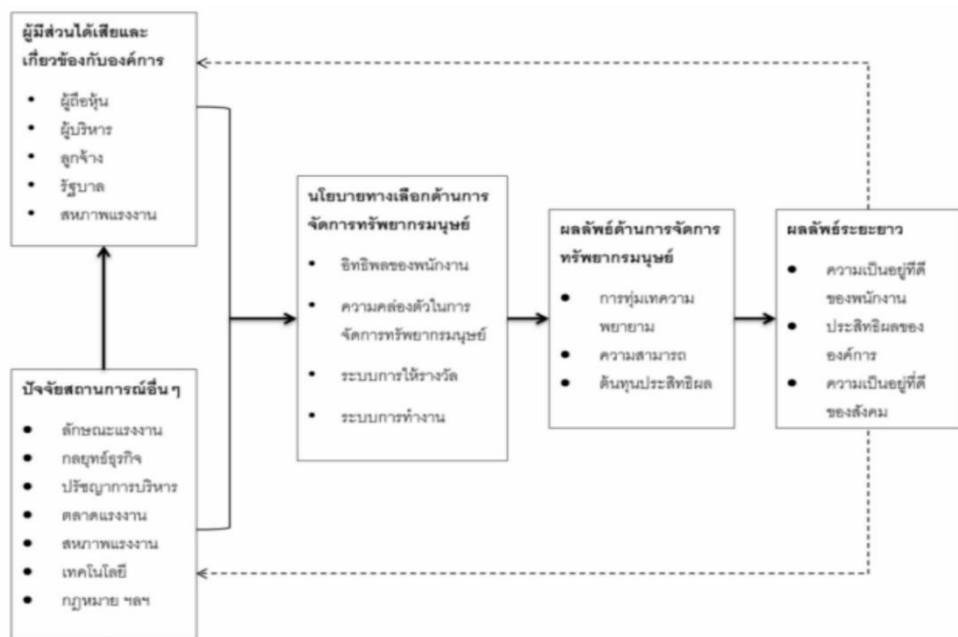 ผู้มีส่วนได้เสียและ
เกี่ยวข้องกับองค์การ
• ผู้ถือหุ้น
• ผู้บริหาร
• ลูกจ้าง
• รัฐบาล
• สหภาพแรงงาน
ปัจจัยสถานการณ์อื่นๆ
• ลักษณะแรงงาน
• กลยุทธ์ธุรกิจ
• ปรัชญาการบริหาร
• ตลาดแรงงาน
• สหภาพแรงงาน
• เทคโนโลยี
• กฎหมาย ฯลฯ
นโยบายทางเลือกด้านการ
จัดการทรัพยากรมนุษย์
• อิทธิพลของพนักงาน
• ความคล่องตัวในการ
จัดการทรัพยากรมนุษย์
• ระบบการให้รางวัล
• ระบบการทำงาน
ผลลัพธ์ด้านการจัดการ
ทรัพยากรมนุษย์
• การทุ่มเทความ
พยายาม
• ความสามารถ
• ต้นทุนประสิทธิผล
ผลลัพธ์ระยะยาว
• ความเป็นอยู่ที่ดี
ของพนักงาน
• ประสิทธิผลของ
องค์การ
• ความเป็นอยู่ที่ดี
ของสังคม